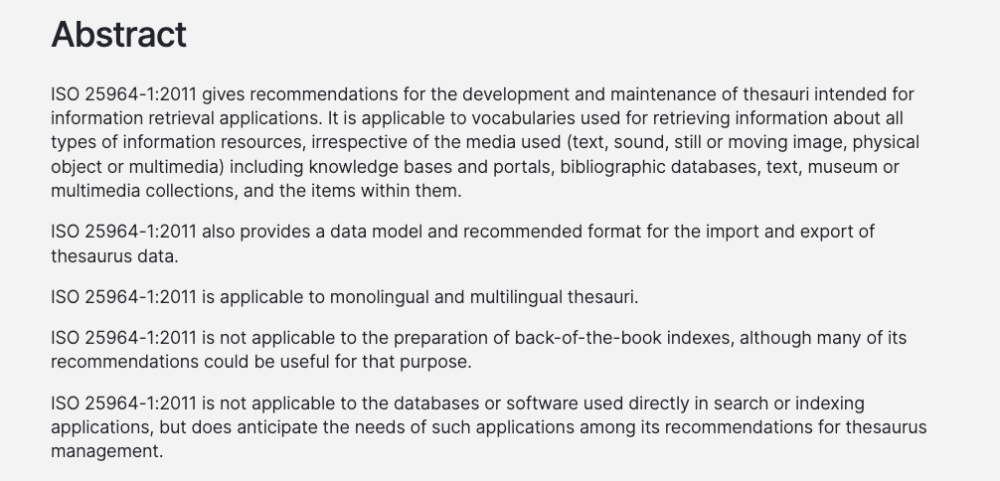 Abstract
ISO 25964-1:2011 gives recommendations for the development and maintenance of thesauri intended for
information retrieval applications. It is applicable to vocabularies used for retrieving information about all
types of information resources, irrespective of the media used (text, sound, still or moving image, physical
object or multimedia) including knowledge bases and portals, bibliographic databases, text, museum or
multimedia collections, and the items within them.
ISO 25964-1:2011 also provides a data model and recommended format for the import and export of
thesaurus data.
ISO 25964-1:2011 is applicable to monolingual and multilingual thesauri.
ISO 25964-1:2011 is not applicable to the preparation of back-of-the-book indexes, although many of its
recommendations could be useful for that purpose.
ISO 25964-1:2011 is not applicable to the databases or software used directly in search or indexing
applications, but does anticipate the needs of such applications among its recommendations for thesaurus
management.